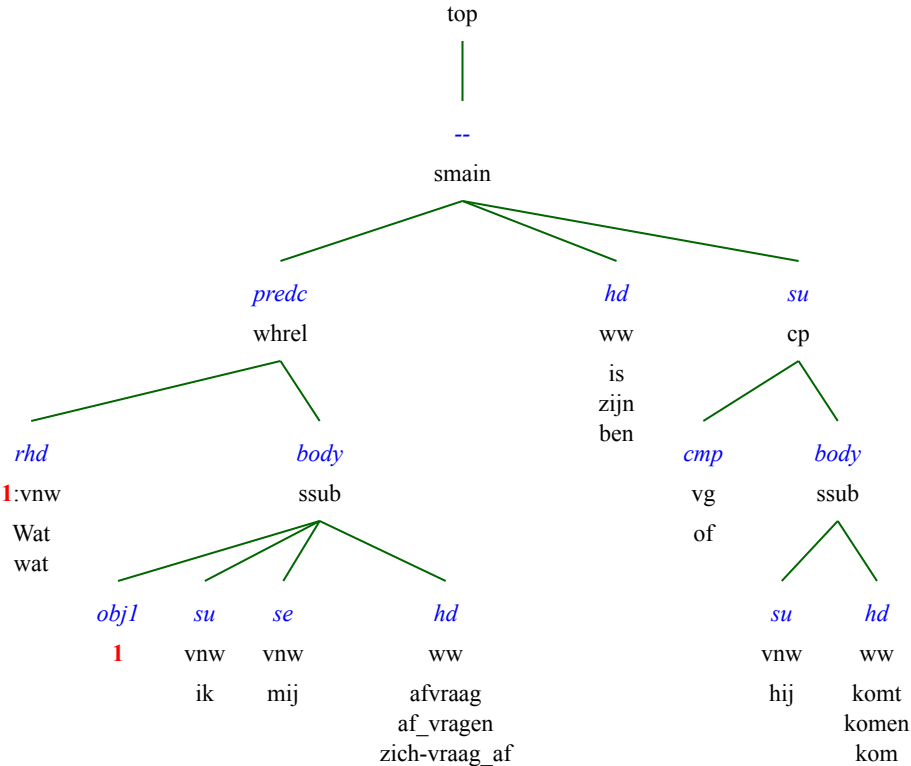 top
--
smain
predc hd su
whrel ww cp
is
zijn
ben
rhd body cmp body
1:vnw ssub vg ssub
Wat of
wat
obj1 su se hd su hd
1 vnw vnw ww vnw ww
ik mij afvraag hij komt
af_vragen komen
zich-vraag_af kom